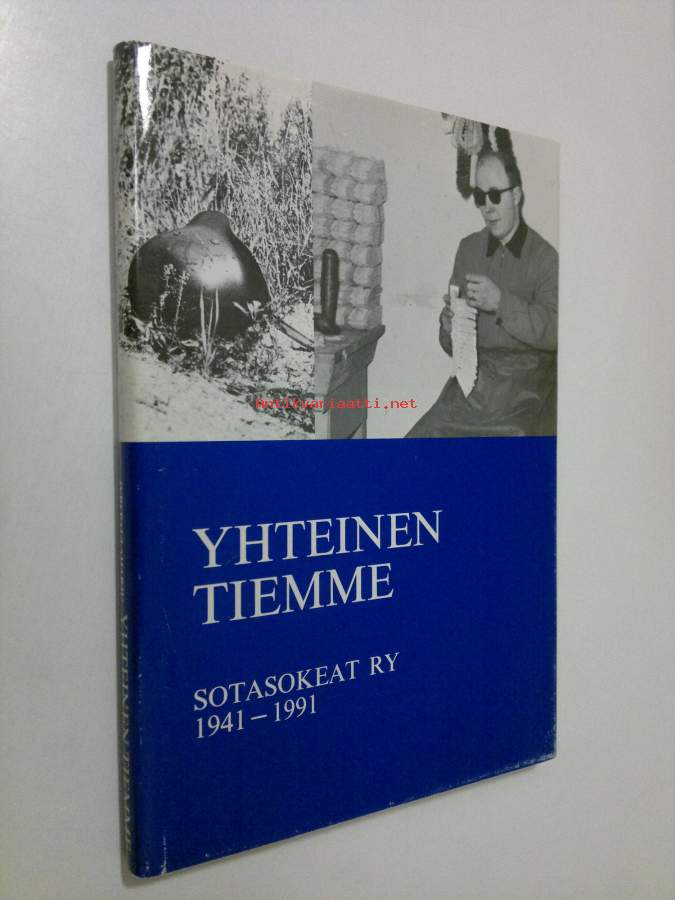 Antikvariaatti.net
YHTEINEN
TIEMME
SOTASOKEAT RY
1941–1991
YHTEINEN TIEMME